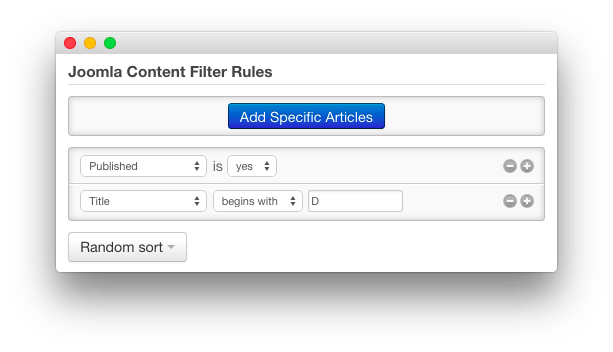 Joomla Content Filter Rules
Add Specific Articles
Published is yes
Title begins with D
Random sort